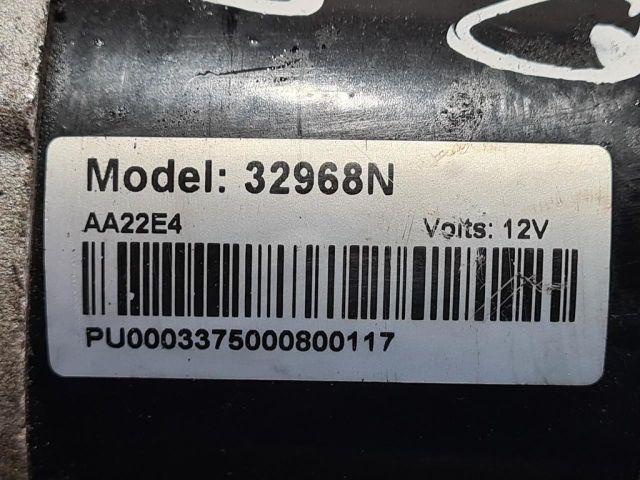 Model: 32968N
AA22E4 Volts: 12V
PU0003375000800117